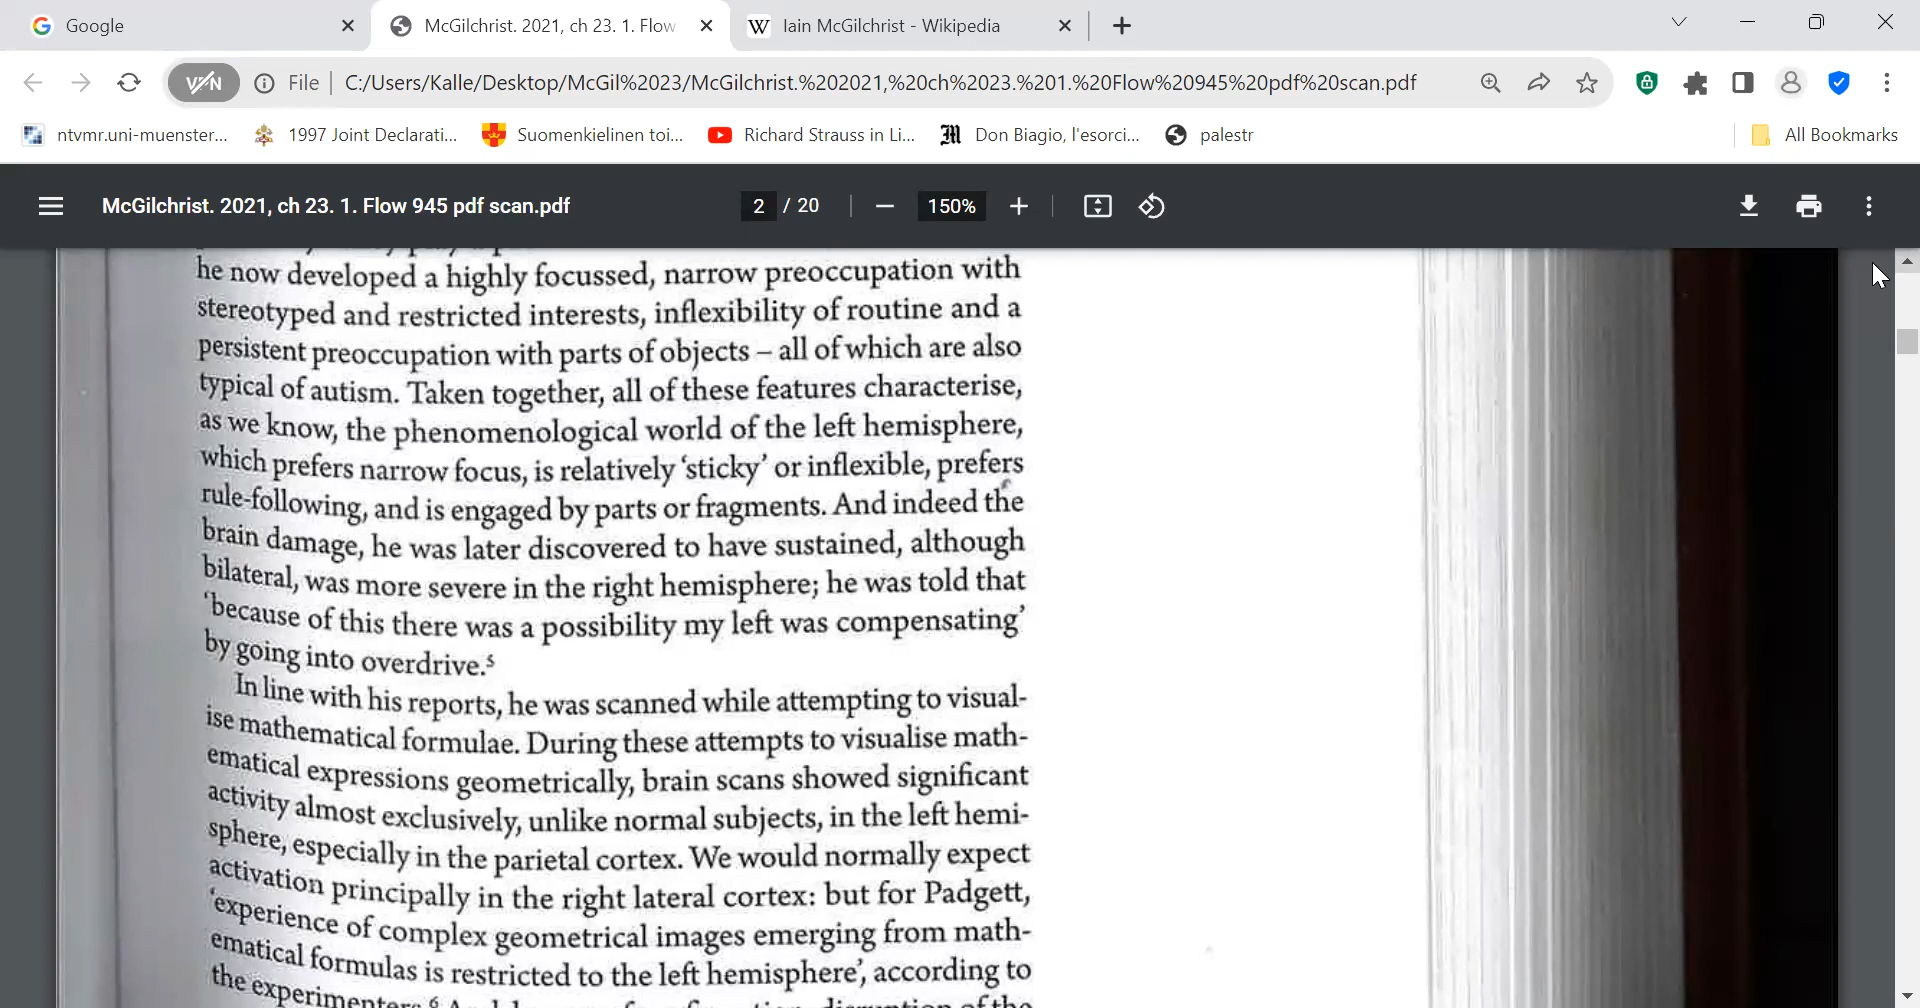 Google
McGilchrist. 2021, ch 23. 1. Flow
Iain McGilchrist - Wikipedia
VPN
File
C:/Users/Kalle/Desktop/McGil%2023/McGilchrist.%202021,%20ch%2023.%201.%20Flow%20945%20pdf%20scan.pdf
ntvmr.uni-muenster...
1997 Joint Declarati...
Suomenkielinen toi...
Richard Strauss in Li...
Don Biagio, l'esorci...
palestr
All Bookmarks
McGilchrist. 2021, ch 23. 1. Flow 945 pdf scan.pdf
2 / 20
150%
he now developed a highly focussed, narrow preoccupation with
stereotyped and restricted interests, inflexibility of routine and a
persistent preoccupation with parts of objects – all of which are also
typical of autism. Taken together, all of these features characterise,
as we know, the phenomenological world of the left hemisphere,
which prefers narrow focus, is relatively ‘sticky’ or inflexible, prefers
rule-following, and is engaged by parts or fragments. And indeed the
brain damage, he was later discovered to have sustained, although
bilateral, was more severe in the right hemisphere; he was told that
‘because of this there was a possibility my left was compensating’
by going into overdrive.⁵
In line with his reports, he was scanned while attempting to visual-
ise mathematical formulae. During these attempts to visualise math-
ematical expressions geometrically, brain scans showed significant
activity almost exclusively, unlike normal subjects, in the left hemi-
sphere, especially in the parietal cortex. We would normally expect
activation principally in the right lateral cortex: but for Padgett,
‘experience of complex geometrical images emerging from math-
ematical formulas is restricted to the left hemisphere’, according to
the experimenters.⁶